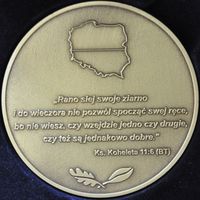 „Rano siej swoje ziarno
i do wieczora nie pozwól spocząć swej ręce,
bo nie wiesz, czy wzejdzie jedno czy drugie,
czy też są jednakowo dobre."
Ks. Koheleta 11:6 (BT)